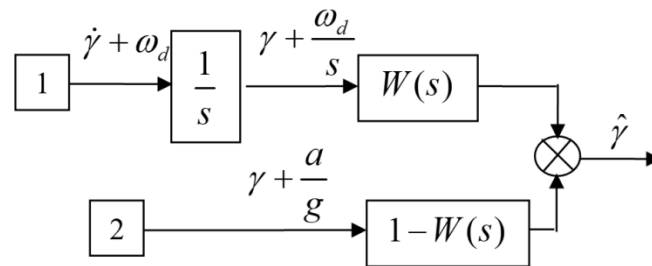 1
γ̇ + ω_d
1/s
γ + ω_d/s
W(s)
γ̂
2
γ + a/g
1 − W(s)